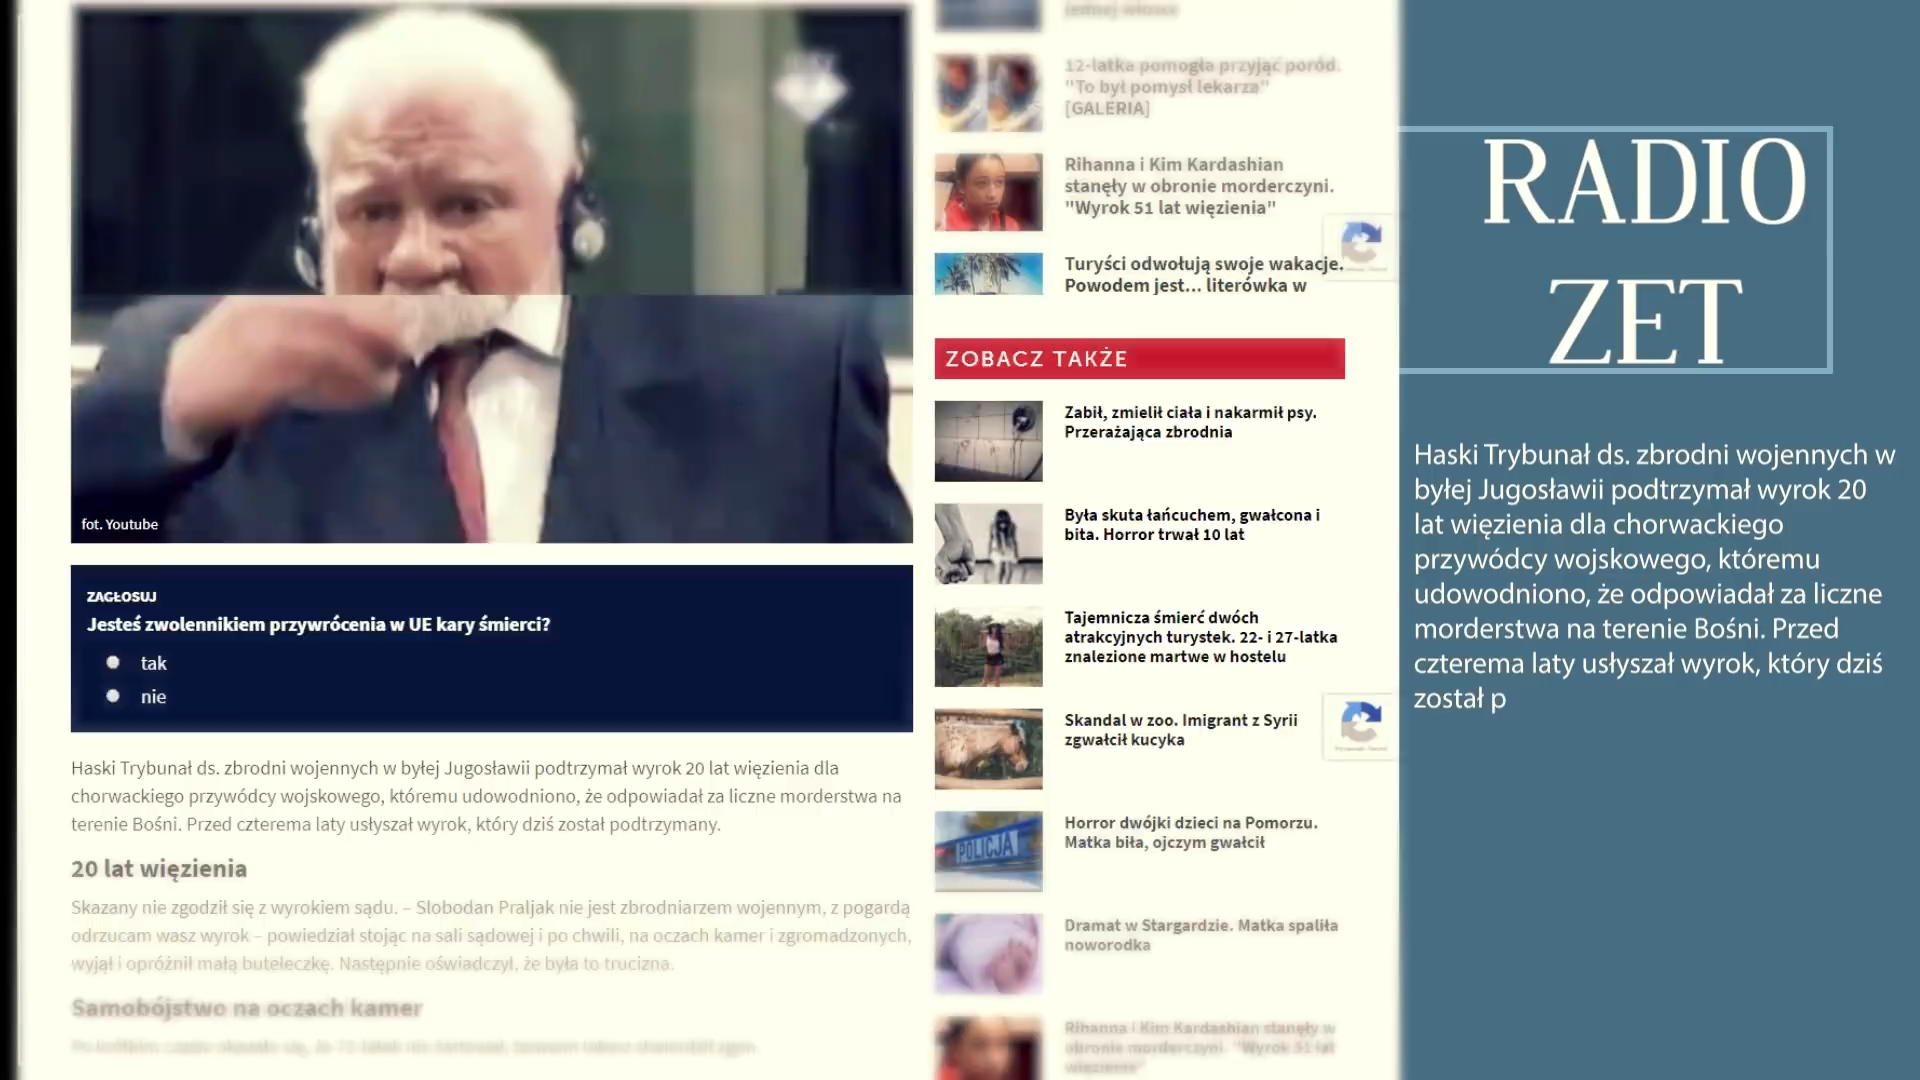 fot. Youtube
ZAGŁOSUJ
Jesteś zwolennikiem przywrócenia w UE kary śmierci?
tak
nie
Haski Trybunał ds. zbrodni wojennych w byłej Jugosławii podtrzymał wyrok 20 lat więzienia dla
chorwackiego przywódcy wojskowego, któremu udowodniono, że odpowiadał za liczne morderstwa na
terenie Bośni. Przed czterema laty usłyszał wyrok, który dziś został podtrzymany.
20 lat więzienia
Skazany nie zgodził się z wyrokiem sądu. – Slobodan Praljak nie jest zbrodniarzem wojennym, z pogardą
odrzucam wasz wyrok – powiedział stojąc na sali sądowej i po chwili, na oczach kamer i zgromadzonych,
wyjął i opróżnił małą buteleczkę. Następnie oświadczył, że była to trucizna.
Samobójstwo na oczach kamer
12-latka pomogła przyjąć poród.
"To był pomysł lekarza"
[GALERIA]
Rihanna i Kim Kardashian
stanęły w obronie morderczyni.
"Wyrok 51 lat więzienia"
Turyści odwołują swoje wakacje.
Powodem jest... literówka w
ZOBACZ TAKŻE
Zabił, zmielił ciała i nakarmił psy.
Przerażająca zbrodnia
Była skuta łańcuchem, gwałcona i
bita. Horror trwał 10 lat
Tajemnicza śmierć dwóch
atrakcyjnych turystek. 22- i 27-latka
znalezione martwe w hostelu
Skandal w zoo. Imigrant z Syrii
zgwałcił kucyka
POLICJA
Horror dwójki dzieci na Pomorzu.
Matka biła, ojczym gwałcił
Dramat w Stargardzie. Matka spaliła
noworodka
Rihanna i Kim Kardashian stanęły w
obronie morderczyni. "Wyrok 51 lat
więzienia"
RADIO
ZET
Haski Trybunał ds. zbrodni wojennych w
byłej Jugosławii podtrzymał wyrok 20
lat więzienia dla chorwackiego
przywódcy wojskowego, któremu
udowodniono, że odpowiadał za liczne
morderstwa na terenie Bośni. Przed
czterema laty usłyszał wyrok, który dziś
został p